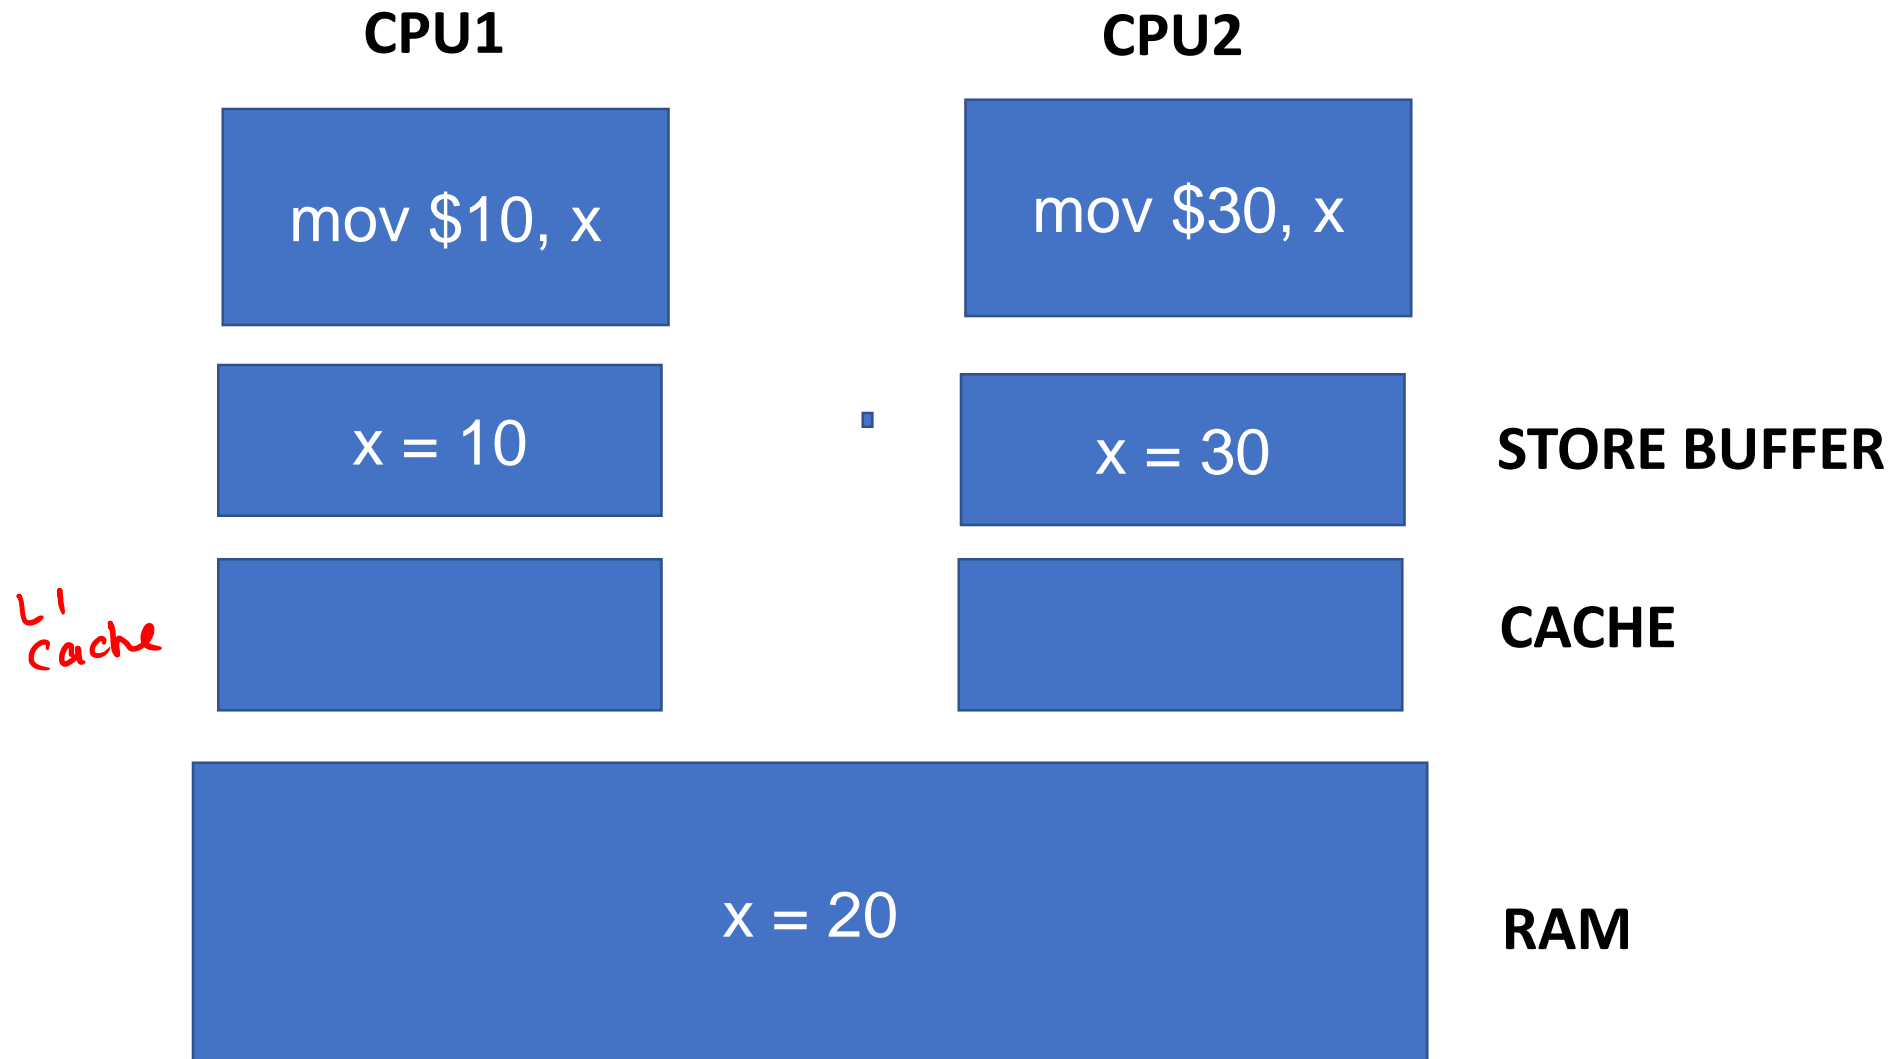 CPU1
CPU2
mov $10, x
mov $30, x
x = 10
x = 30
STORE BUFFER
L1
Cache
CACHE
x = 20
RAM